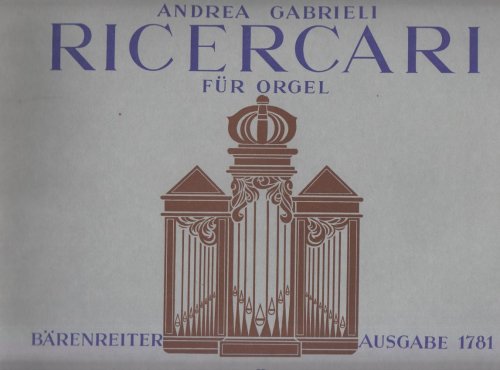 ANDREA GABRIELI
RICERCARI
FÜR ORGEL
BÄRENREITER AUSGABE 1781